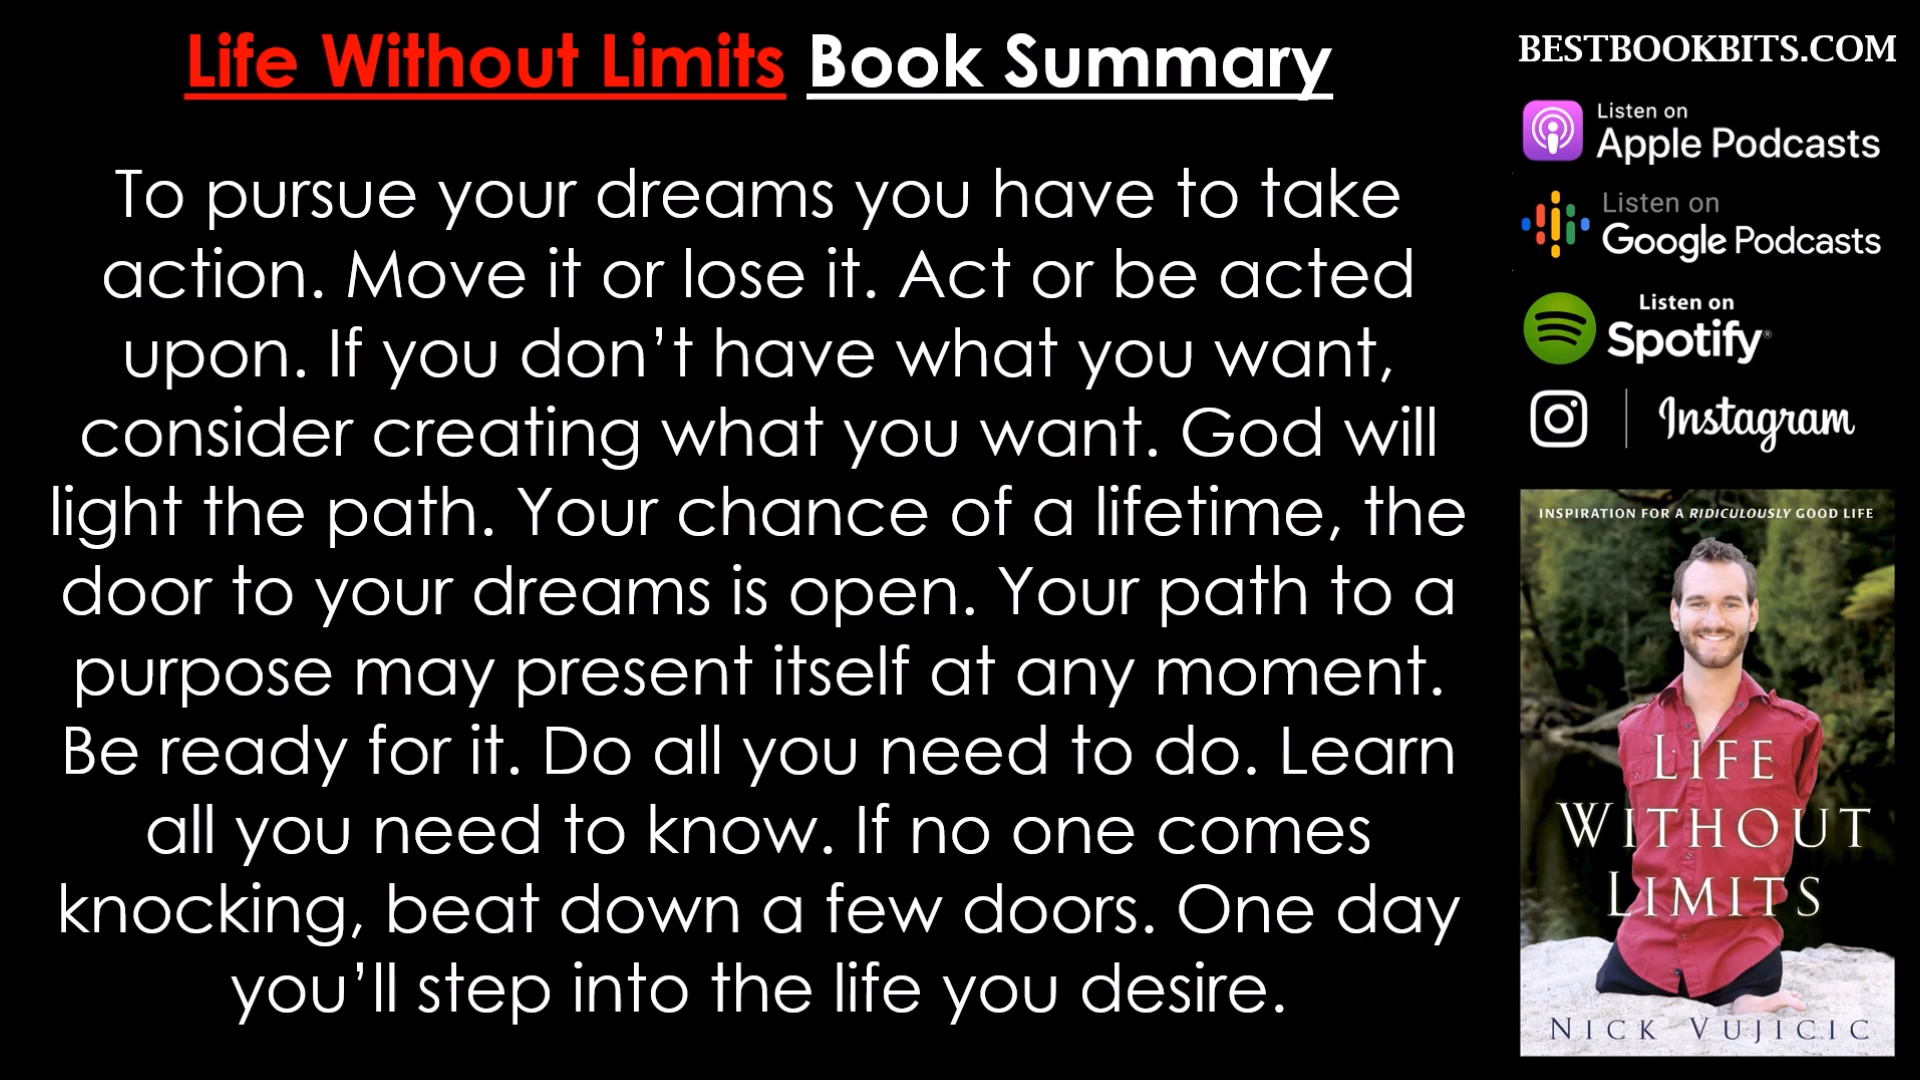 Life Without Limits Book Summary
To pursue your dreams you have to take
action. Move it or lose it. Act or be acted
upon. If you don’t have what you want,
consider creating what you want. God will
light the path. Your chance of a lifetime, the
door to your dreams is open. Your path to a
purpose may present itself at any moment.
Be ready for it. Do all you need to do. Learn
all you need to know. If no one comes
knocking, beat down a few doors. One day
you’ll step into the life you desire.
BESTBOOKBITS.COM
Listen on
Apple Podcasts
Listen on
Google Podcasts
Listen on
Spotify®
Instagram
INSPIRATION FOR A RIDICULOUSLY GOOD LIFE
LIFE
WITHOUT
LIMITS
NICK VUJICIC